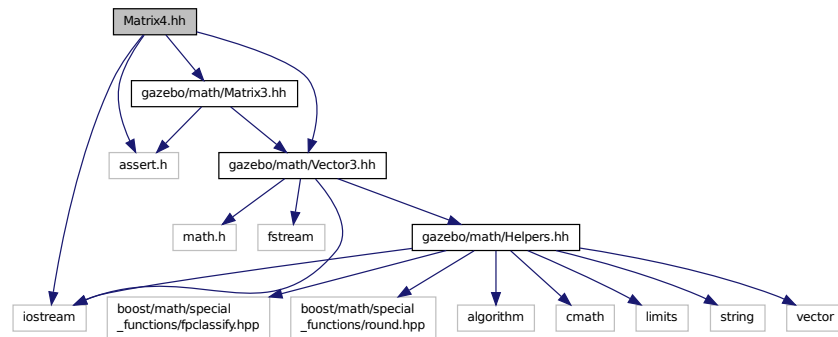 Matrix4.hh
gazebo/math/Matrix3.hh
assert.h
gazebo/math/Vector3.hh
math.h
fstream
gazebo/math/Helpers.hh
iostream
boost/math/special
_functions/fpclassify.hpp
boost/math/special
_functions/round.hpp
algorithm
cmath
limits
string
vector